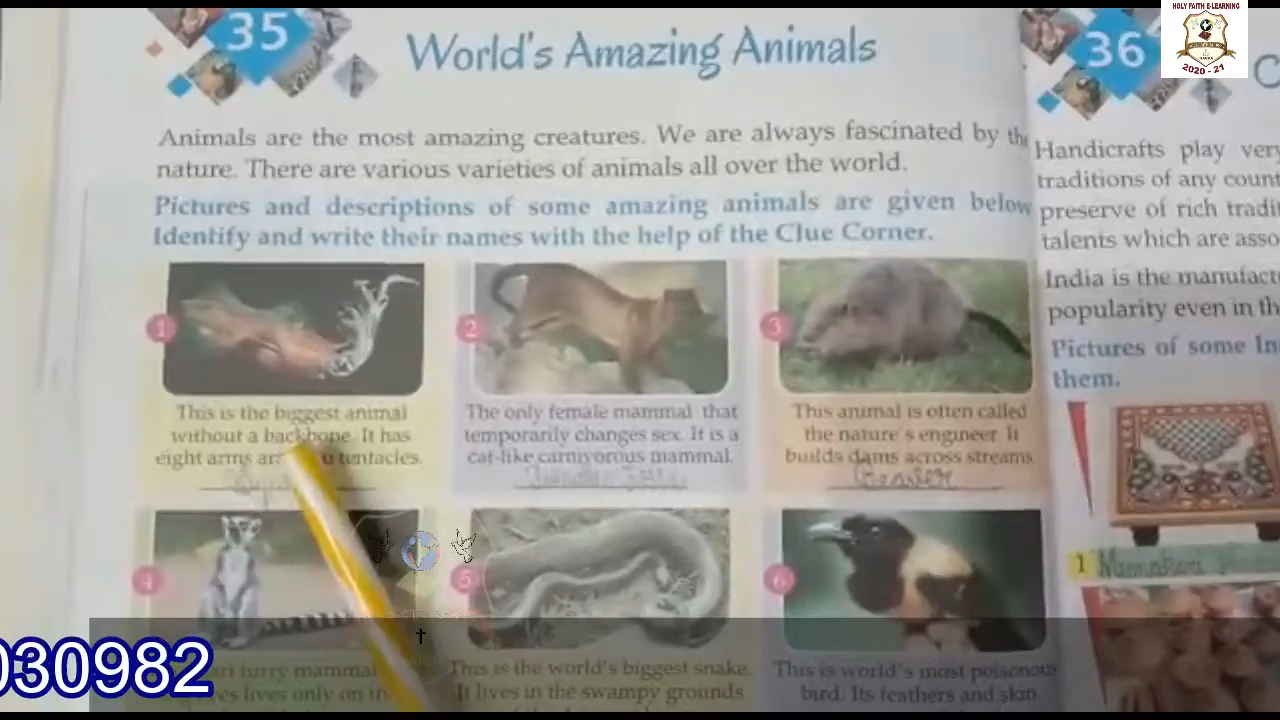 HOLY FAITH E-LEARNING
2020 - 21
35
World's Amazing Animals
Animals are the most amazing creatures. We are always fascinated by the
nature. There are various varieties of animals all over the world.
Pictures and descriptions of some amazing animals are given below
Identify and write their names with the help of the Clue Corner.
1
This is the biggest animal
without a backbone. It has
eight arms tentacles.
2
The only female mammal that
temporarily changes sex. It is a
cat-like carnivorous mammal.
3
This animal is often called
the nature's engineer. It
builds dams across streams
4
furry mammal
lives only on
5
This is the world's biggest snake.
It lives in the swampy grounds
6
This is world's most poisonous
bird. Its feathers and skin
36
Handicrafts play very
traditions of any count
preserve of rich tradi
talents which are asso
India is the manufact
popularity even in th
Pictures of some In
them.
1
030982